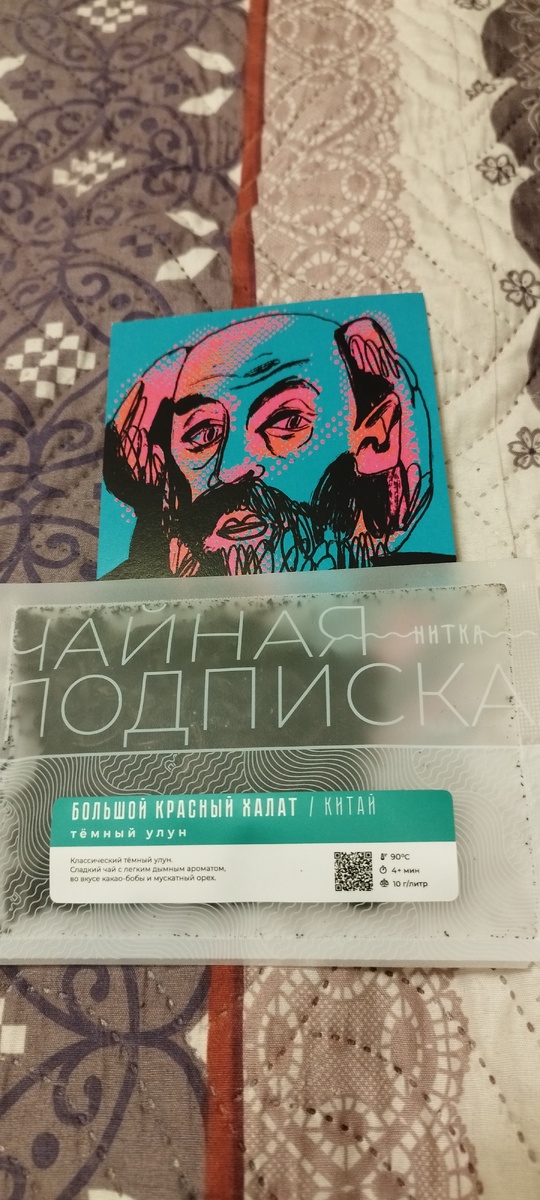 ЧАЙНАЯ
НИТКА
ПОДПИСКА
БОЛЬШОЙ КРАСНЫЙ ХАЛАТ / КИТАЙ
тёмный улун
Классический тёмный улун.
Сладкий чай с легким дымным ароматом,
во вкусе какао-бобы и мускатный орех.
90°C
4+ мин
10 г/литр